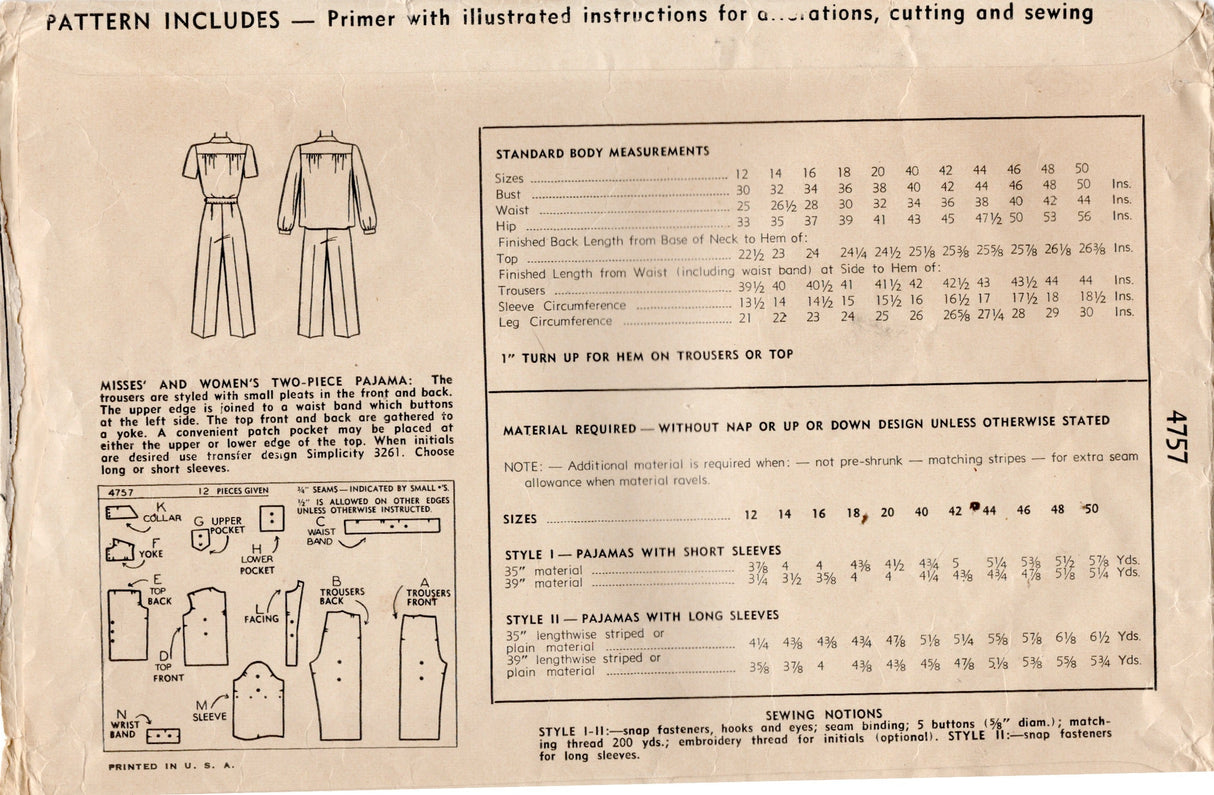 PATTERN INCLUDES — Primer with illustrated instructions for cutting and sewing
STANDARD BODY MEASUREMENTS
Sizes 12 14 16 18 20 40 42 44 46 48 50
Bust 30 32 34 36 38 40 42 44 46 48 50 Ins.
Waist 25 26½ 28 30 32 34 36 38 40 42 44 Ins.
Hip 33 35 37 39 41 43 45 47½ 50 53 56 Ins.
Finished Back Length from Base of Neck to Hem of:
Top 22½ 23 24 24¼ 24½ 25⅛ 25⅜ 25⅝ 25⅞ 26⅛ 26⅜ Ins.
Finished Length from Waist (including waist band) at Side to Hem of:
Trousers 39½ 40 40½ 41 41½ 42 42½ 43 43½ 44 44 Ins.
Sleeve Circumference 13½ 14 14½ 15 15½ 16 16½ 17 17½ 18 18½ Ins.
Leg Circumference 21 22 23 24 25 26 26⅝ 27¼ 28 29 30 Ins.
1" TURN UP FOR HEM ON TROUSERS OR TOP
MISSES' AND WOMEN'S TWO-PIECE PAJAMA: The
trousers are styled with small pleats in the front and back.
The upper edge is joined to a waist band which buttons
at the left side. The top front and back are gathered to
a yoke. A convenient patch pocket may be placed at
either the upper or lower edge of the top. When initials
are desired use transfer design Simplicity 3261. Choose
long or short sleeves.
4757 12 PIECES GIVEN
¾" SEAMS—INDICATED BY SMALL •'S.
½" IS ALLOWED ON OTHER EDGES
UNLESS OTHERWISE INSTRUCTED.
K
COLLAR
G UPPER
POCKET
H
LOWER
POCKET
C
WAIST
BAND
F
YOKE
E
TOP
BACK
D
TOP
FRONT
L
FACING
B
TROUSERS
BACK
A
TROUSERS
FRONT
M
SLEEVE
N
WRIST
BAND
PRINTED IN U. S. A.
MATERIAL REQUIRED — WITHOUT NAP OR UP OR DOWN DESIGN UNLESS OTHERWISE STATED
NOTE: — Additional material is required when: — not pre-shrunk — matching stripes — for extra seam
allowance when material ravels.
SIZES 12 14 16 18 20 40 42 44 46 48 50
STYLE I — PAJAMAS WITH SHORT SLEEVES
35" material 3⅞ 4 4 4⅜ 4½ 4¾ 5 5¼ 5⅜ 5½ 5⅞ Yds.
39" material 3¼ 3½ 3⅝ 4 4 4¼ 4⅜ 4¾ 4⅞ 5⅛ 5¼ Yds.
STYLE II — PAJAMAS WITH LONG SLEEVES
35" lengthwise striped or
plain material 4¼ 4⅜ 4⅜ 4¾ 4⅞ 5⅛ 5¼ 5⅝ 5⅞ 6⅛ 6½ Yds.
39" lengthwise striped or
plain material 3⅝ 3⅞ 4 4⅜ 4⅜ 4⅝ 4⅞ 5⅛ 5⅜ 5⅝ 5¾ Yds.
SEWING NOTIONS
STYLE I-II:—snap fasteners, hooks and eyes; seam binding; 5 buttons (⅝" diam.); match-
ing thread 200 yds.; embroidery thread for initials (optional). STYLE II:—snap fasteners
for long sleeves.
4757